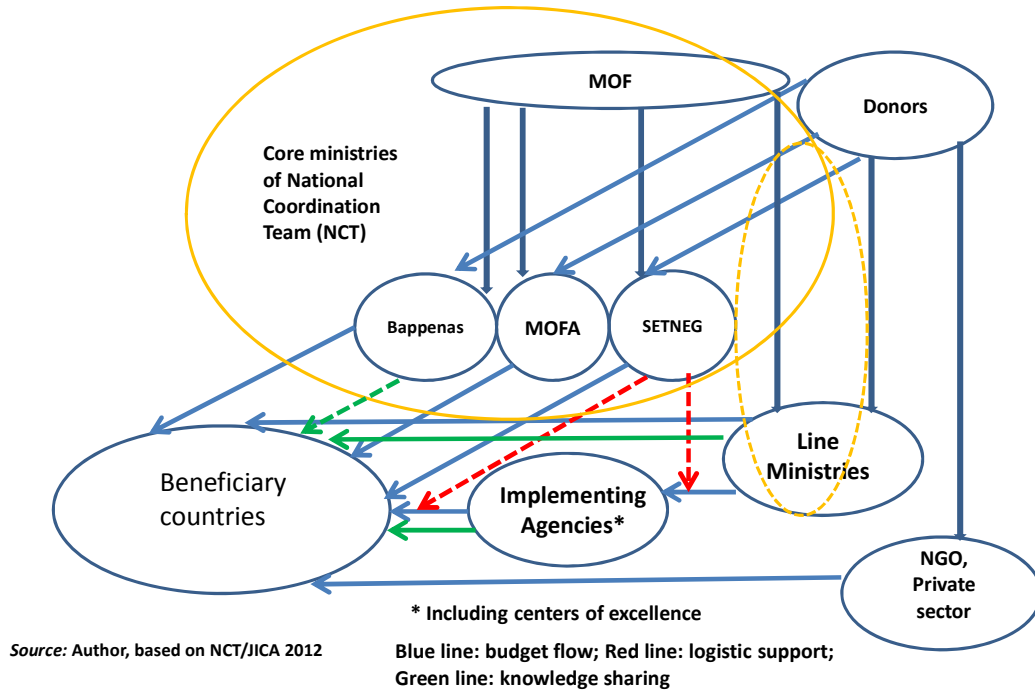 MOF
Donors
Core ministries
of National
Coordination
Team (NCT)
Bappenas
MOFA
SETNEG
Line
Ministries
Beneficiary
countries
Implementing
Agencies*
NGO,
Private
sector
* Including centers of excellence
Source: Author, based on NCT/JICA 2012
Blue line: budget flow; Red line: logistic support;
Green line: knowledge sharing